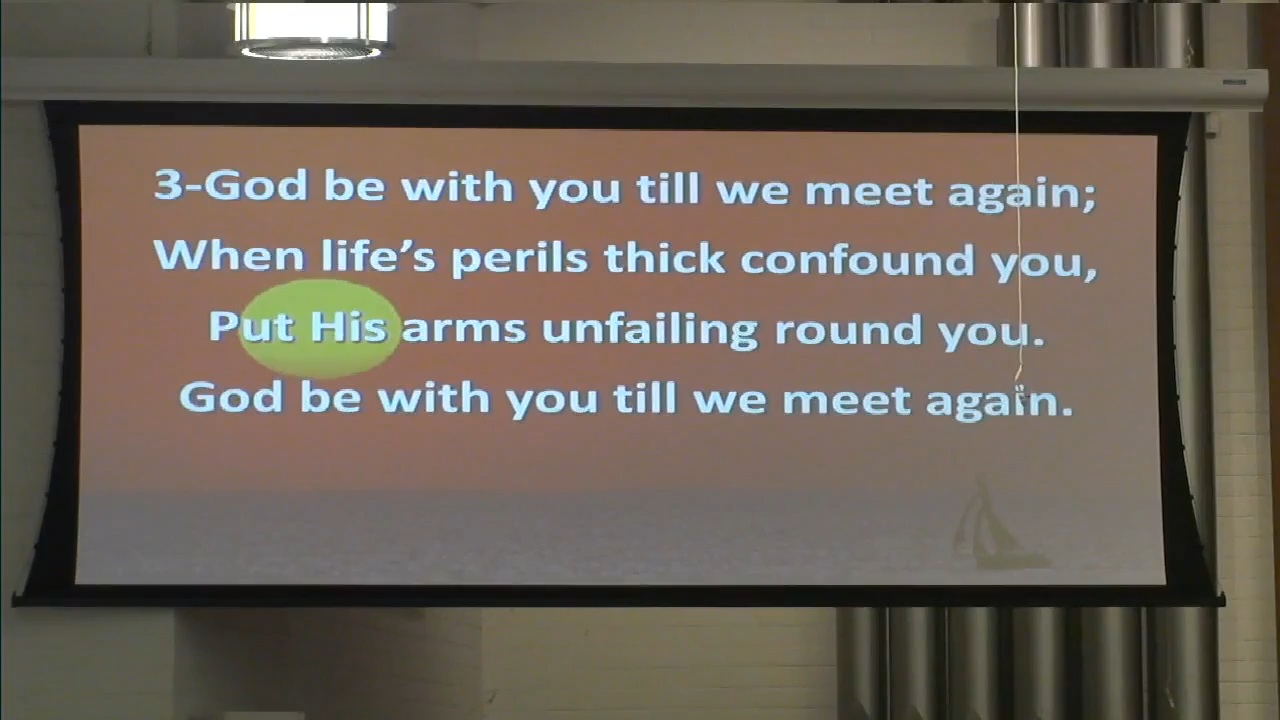 3-God be with you till we meet again;
When life’s perils thick confound you,
Put His arms unfailing round you.
God be with you till we meet again.